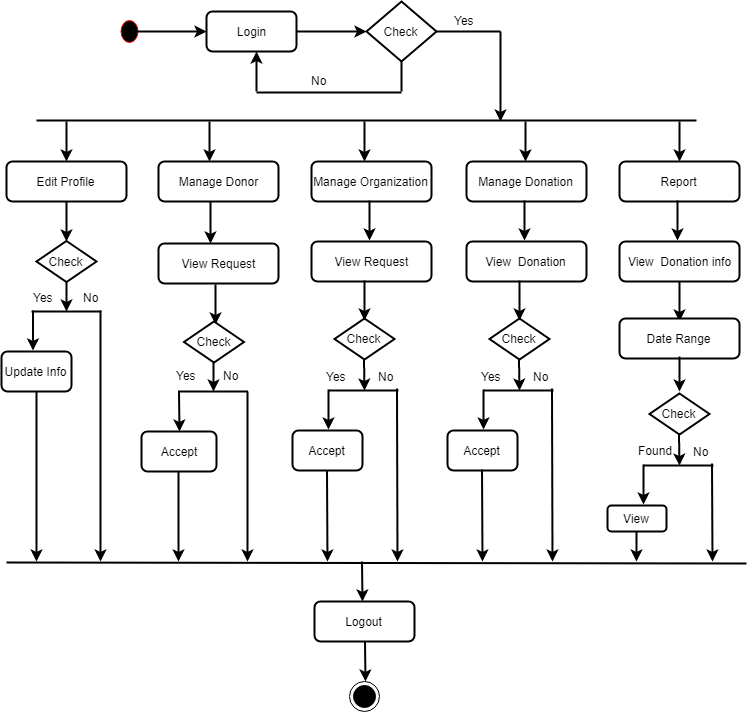 Login
Check
Yes
No
Edit Profile
Manage Donor
Manage Organization
Manage Donation
Report
Check
View Request
View Request
View Donation
View Donation info
Yes
No
Update Info
Check
Check
Check
Date Range
Yes
No
Yes
No
Yes
No
Check
Accept
Accept
Accept
Found
No
View
Logout